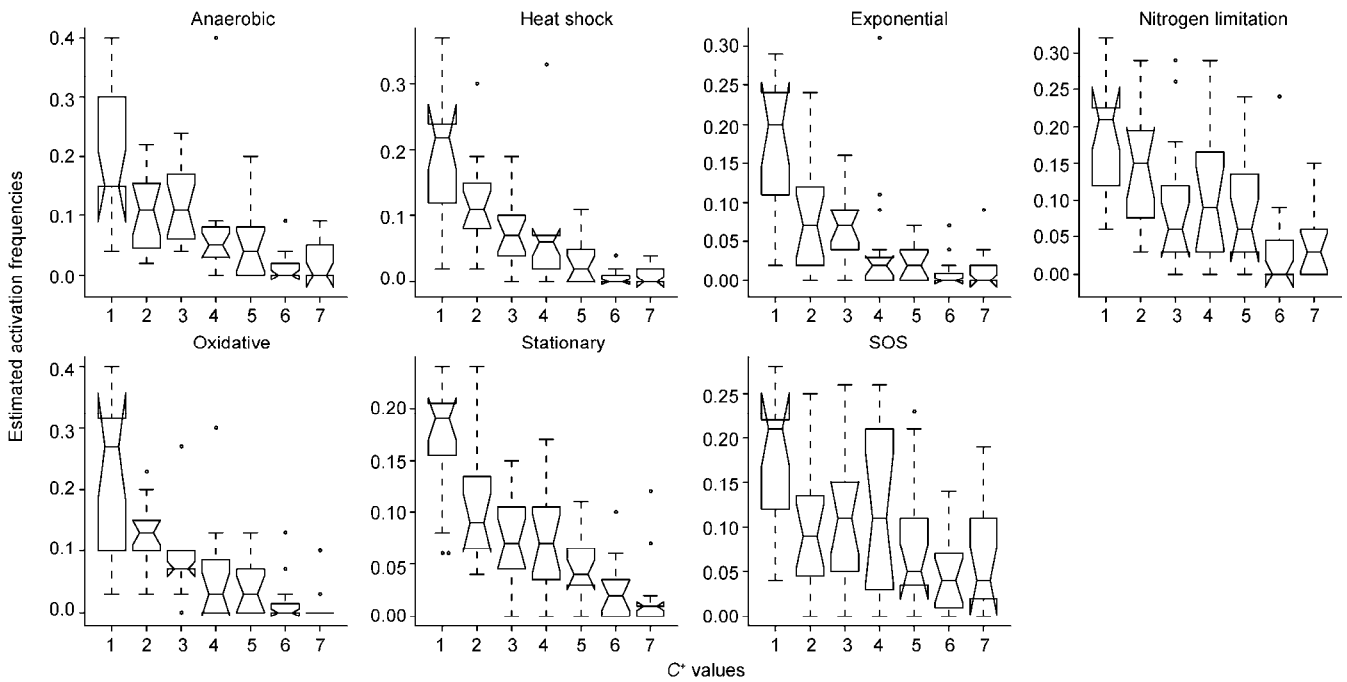 Anaerobic
Heat shock
Exponential
Nitrogen limitation
0.4
0.3
0.2
0.1
0.0
0.3
0.2
0.1
0.0
0.30
0.25
0.20
0.15
0.10
0.05
0.00
0.30
0.25
0.20
0.15
0.10
0.05
0.00
1 2 3 4 5 6 7
1 2 3 4 5 6 7
1 2 3 4 5 6 7
1 2 3 4 5 6 7
Estimated activation frequencies
Oxidative
Stationary
SOS
0.4
0.3
0.2
0.1
0.0
0.20
0.15
0.10
0.05
0.00
0.25
0.20
0.15
0.10
0.05
0.00
1 2 3 4 5 6 7
1 2 3 4 5 6 7
1 2 3 4 5 6 7
C⁺ values